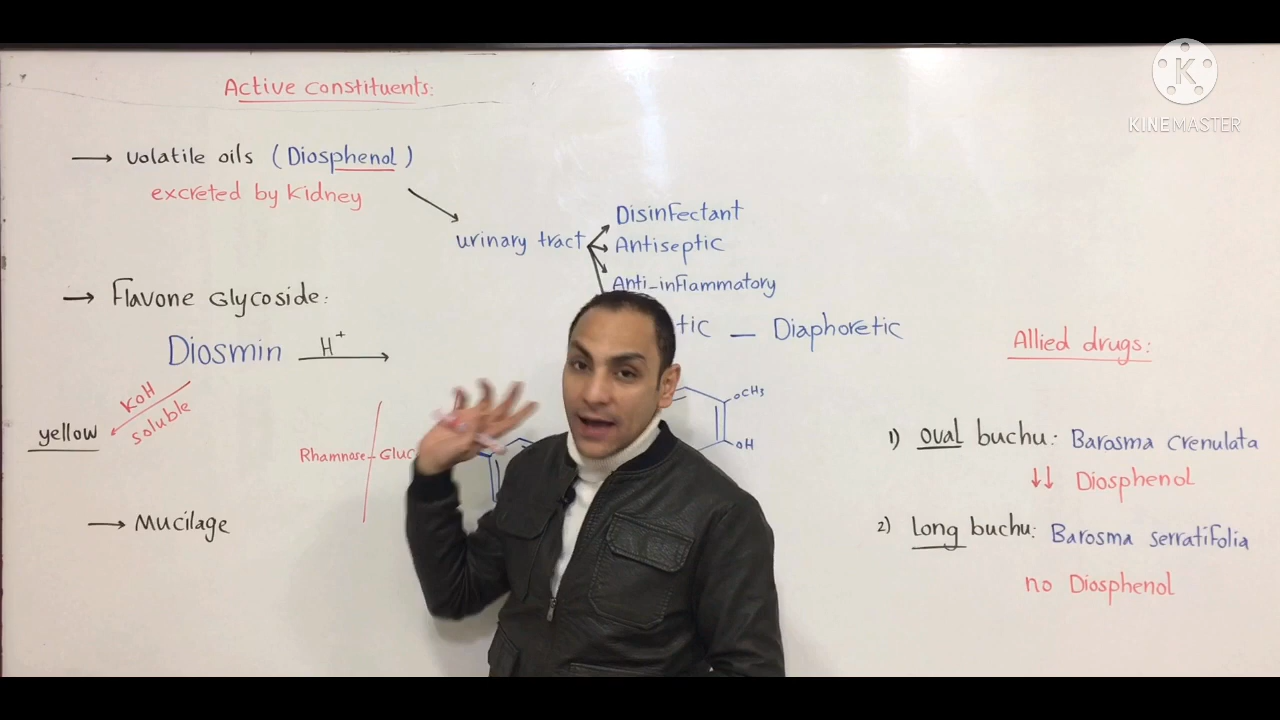 Active constituents:
→ volatile oils (Diosphenol)
excreted by Kidney
urinary tract
Disinfectant
Antiseptic
Anti-inflammatory
tic — Diaphoretic
→ Flavone Glycoside:
Diosmin H+ →
KOH
soluble
yellow
Rhamnose - Gluc
OCH3
OH
→ Mucilage
Allied drugs:
1) oval buchu: Barosma crenulata
↓↓ Diosphenol
2) Long buchu: Barosma serratifolia
no Diosphenol
K
KINEMASTER